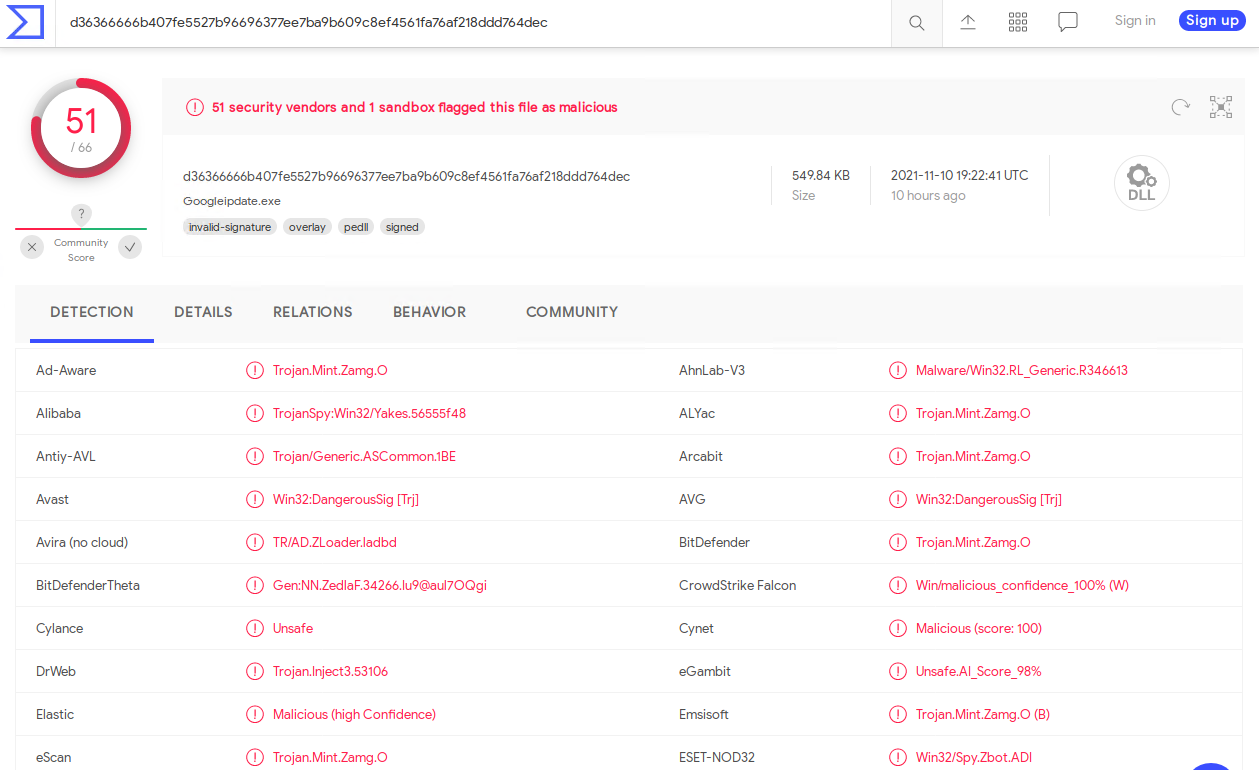 d36366666b407fe5527b96696377ee7ba9b609c8ef4561fa76af218ddd764dec
Sign in
Sign up
51
/ 66
51 security vendors and 1 sandbox flagged this file as malicious
d36366666b407fe5527b96696377ee7ba9b609c8ef4561fa76af218ddd764dec
Googleipdate.exe
invalid-signature overlay pedll signed
549.84 KB
Size
2021-11-10 19:22:41 UTC
10 hours ago
DLL
?
Community
Score
DETECTION DETAILS RELATIONS BEHAVIOR COMMUNITY
Ad-Aware Trojan.Mint.Zamg.O AhnLab-V3 Malware/Win32.RL_Generic.R346613
Alibaba TrojanSpy:Win32/Yakes.56555f48 ALYac Trojan.Mint.Zamg.O
Antiy-AVL Trojan/Generic.ASCommon.1BE Arcabit Trojan.Mint.Zamg.O
Avast Win32:DangerousSig [Trj] AVG Win32:DangerousSig [Trj]
Avira (no cloud) TR/AD.ZLoader.ladbd BitDefender Trojan.Mint.Zamg.O
BitDefenderTheta Gen:NN.ZedlaF.34266.lu9@aul7OQgi CrowdStrike Falcon Win/malicious_confidence_100% (W)
Cylance Unsafe Cynet Malicious (score: 100)
DrWeb Trojan.Inject3.53106 eGambit Unsafe.AI_Score_98%
Elastic Malicious (high Confidence) Emsisoft Trojan.Mint.Zamg.O (B)
eScan Trojan.Mint.Zamg.O ESET-NOD32 Win32/Spy.Zbot.ADI